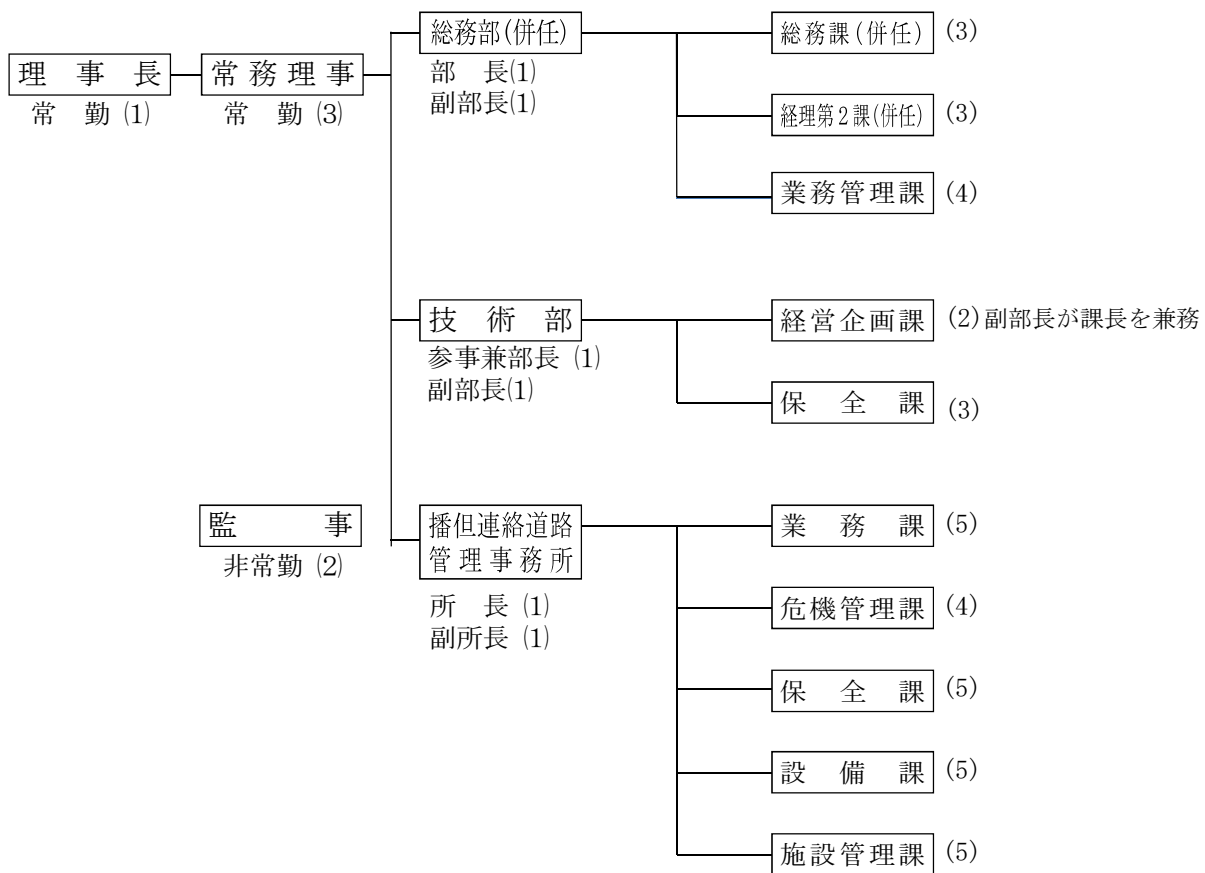 理事長
常 勤 (1)
常務理事
常 勤 (3)
総務部(併任)
部 長(1)
副部長(1)
総務課(併任) (3)
経理第2課(併任) (3)
業務管理課 (4)
技術部
参事兼部長 (1)
副部長(1)
経営企画課 (2)副部長が課長を兼務
保全課 (3)
監事
非常勤 (2)
播但連絡道路
管理事務所
所 長 (1)
副所長 (1)
業務課 (5)
危機管理課 (4)
保全課 (5)
設備課 (5)
施設管理課 (5)